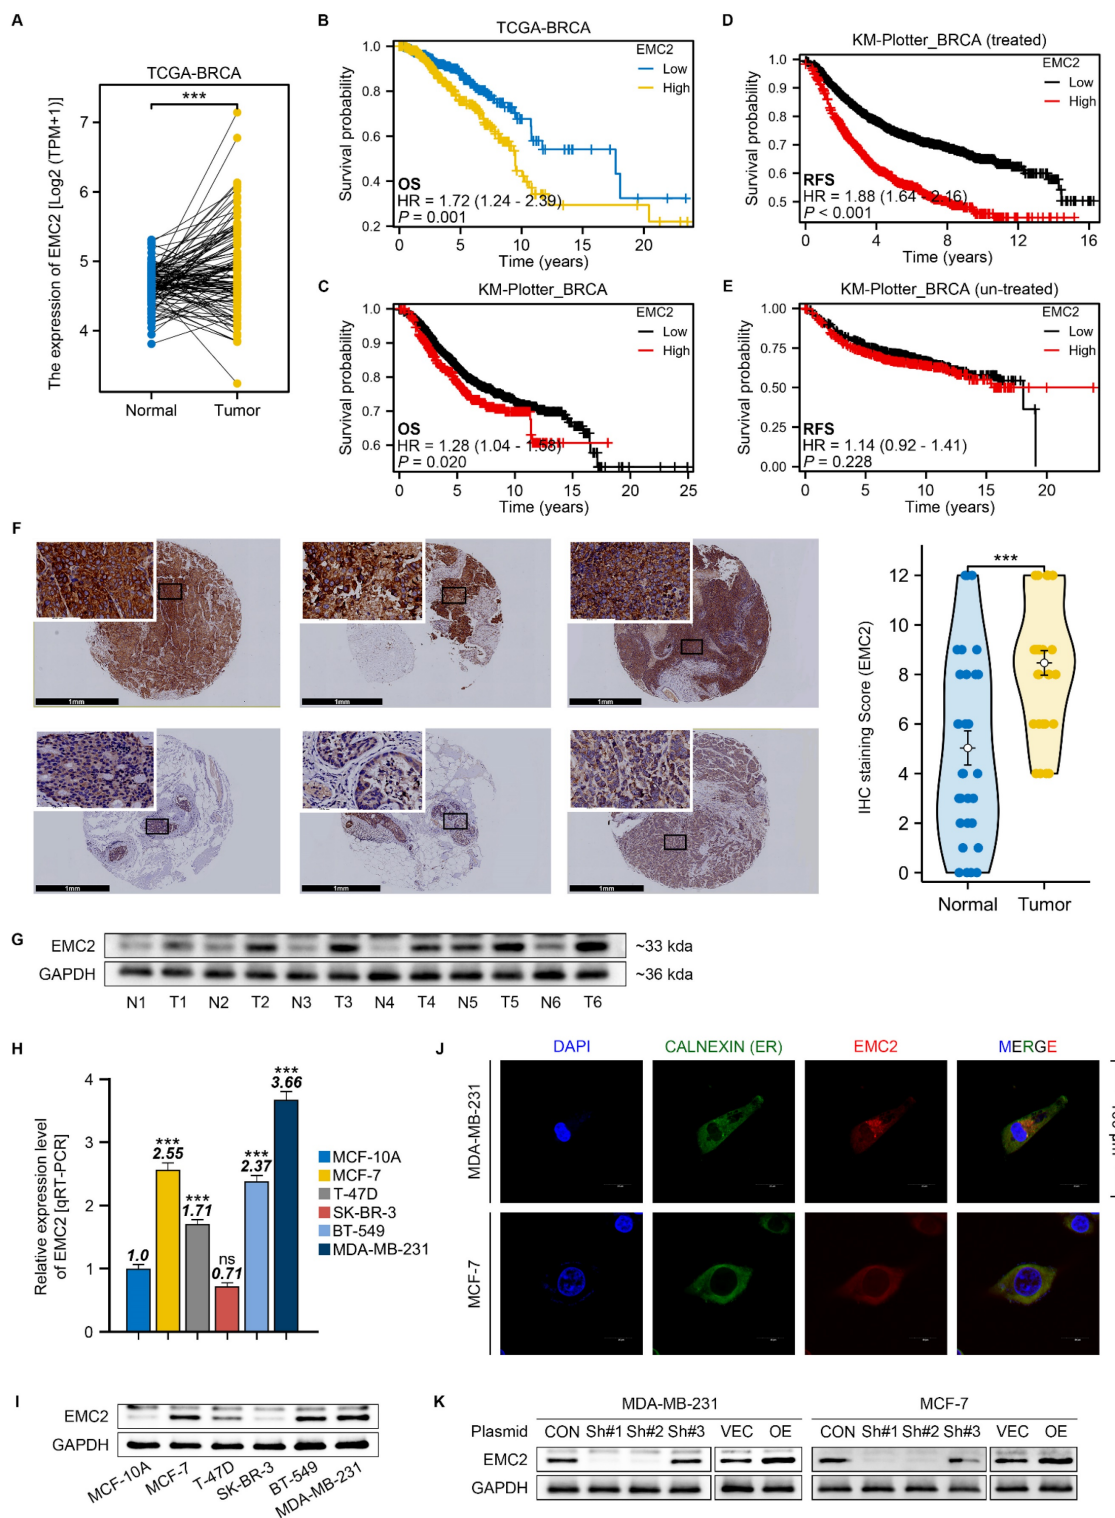 A
TCGA-BRCA
***
The expression of EMC2 [Log2 (TPM+1)]
7
6
5
4
Normal Tumor
B
TCGA-BRCA
EMC2
Low
High
Survival probability
1.0
0.8
0.6
0.4
0.2
OS
HR = 1.72 (1.24 - 2.39)
P = 0.001
0 5 10 15 20
Time (years)
C
KM-Plotter_BRCA
EMC2
Low
High
Survival probability
1.0
0.9
0.8
0.7
0.6
OS
HR = 1.28 (1.04 - 1.58)
P = 0.020
0 5 10 15 20 25
Time (years)
D
KM-Plotter_BRCA (treated)
EMC2
Low
High
Survival probability
1.0
0.9
0.8
0.7
0.6
0.5
RFS
HR = 1.88 (1.64 - 2.16)
P < 0.001
0 4 8 12 16
Time (years)
E
KM-Plotter_BRCA (un-treated)
EMC2
Low
High
Survival probability
1.00
0.75
0.50
0.00
RFS
HR = 1.14 (0.92 - 1.41)
P = 0.228
0 5 10 15 20
Time (years)
F
1mm
1mm
1mm
1mm
1mm
1mm
***
IHC staining Score (EMC2)
12
10
8
6
4
2
0
Normal Tumor
G
EMC2 ~33 kda
GAPDH ~36 kda
N1 T1 N2 T2 N3 T3 N4 T4 N5 T5 N6 T6
H
Relative expression level
of EMC2 [qRT-PCR]
4
3
2
1
0
1.0
***
2.55
***
1.71
ns
0.71
***
2.37
***
3.66
MCF-10A
MCF-7
T-47D
SK-BR-3
BT-549
MDA-MB-231
I
EMC2
GAPDH
MCF-10A MCF-7 T-47D SK-BR-3 BT-549 MDA-MB-231
J
DAPI CALNEXIN (ER) EMC2 MERGE
MDA-MB-231
MCF-7
K
MDA-MB-231 MCF-7
Plasmid CON Sh#1 Sh#2 Sh#3 VEC OE CON Sh#1 Sh#2 Sh#3 VEC OE
EMC2
GAPDH